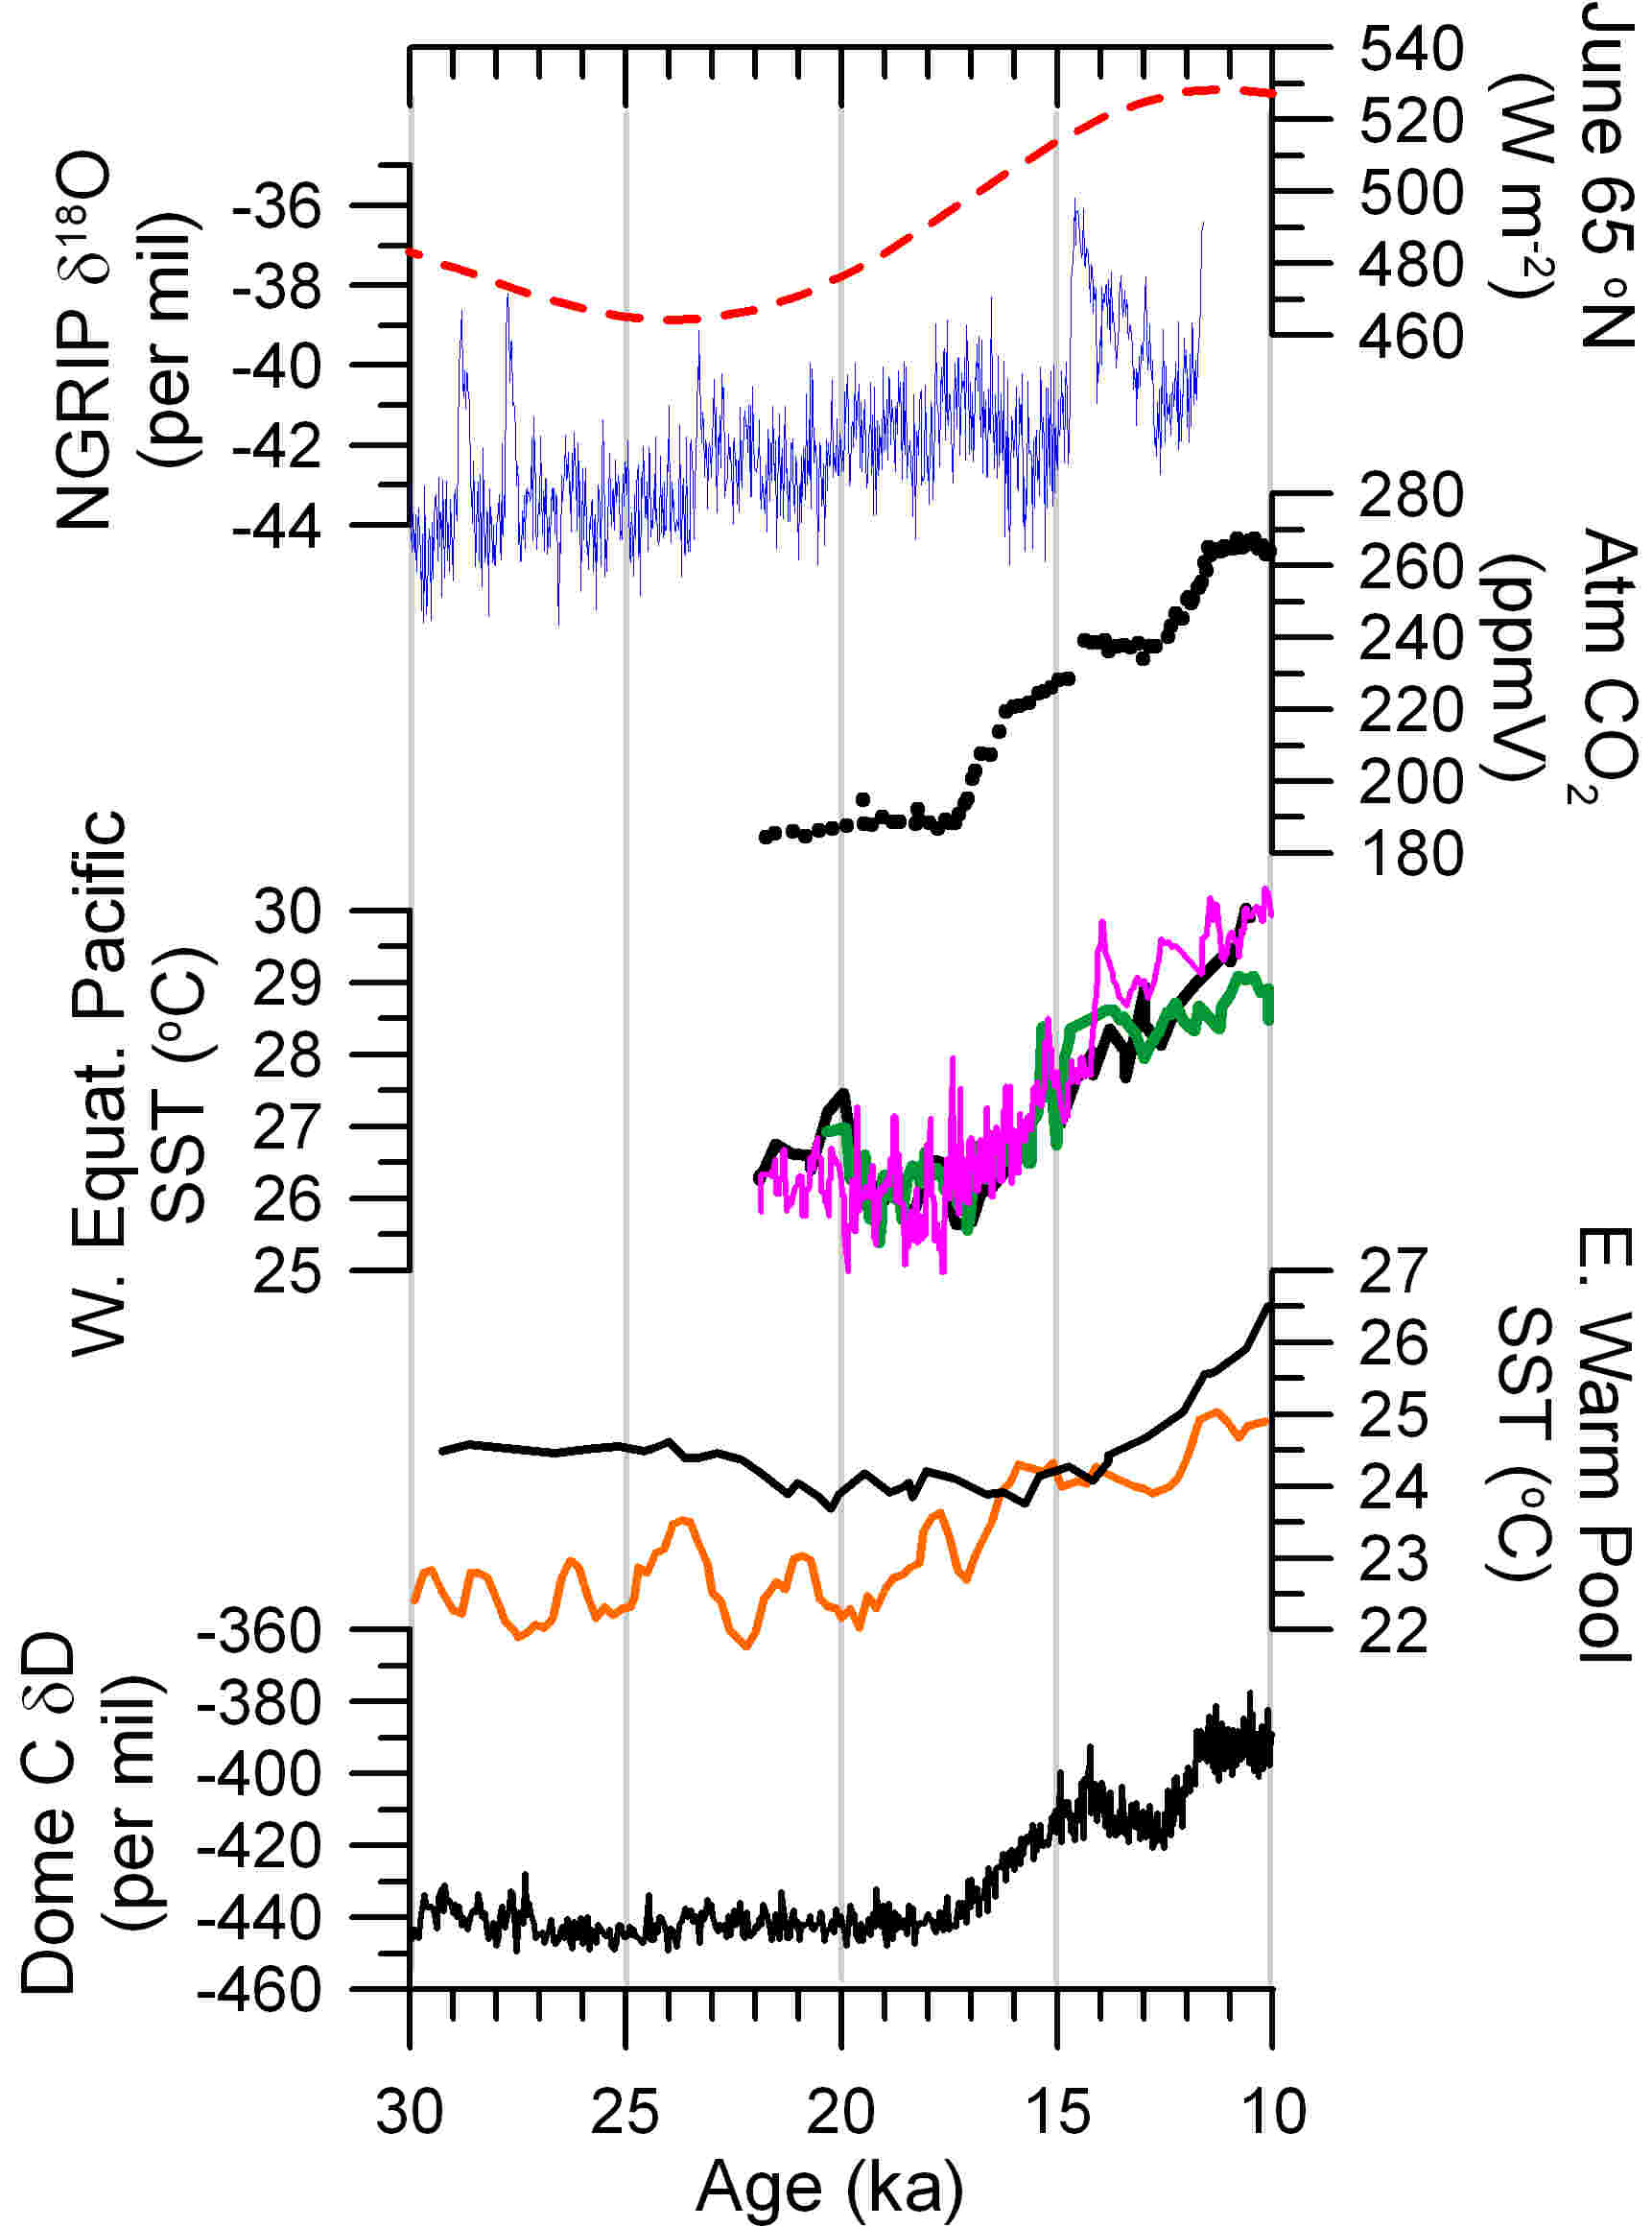 June 65 ºN
(W m⁻²)
540
520
500
480
460
NGRIP δ¹⁸O
(per mil)
-36
-38
-40
-42
-44
Atm CO₂
(ppmV)
280
260
240
220
200
180
W. Equat. Pacific
SST (ºC)
30
29
28
27
26
25
E. Warm Pool
SST (ºC)
27
26
25
24
23
22
Dome C δD
(per mil)
-360
-380
-400
-420
-440
-460
30 25 20 15 10
Age (ka)